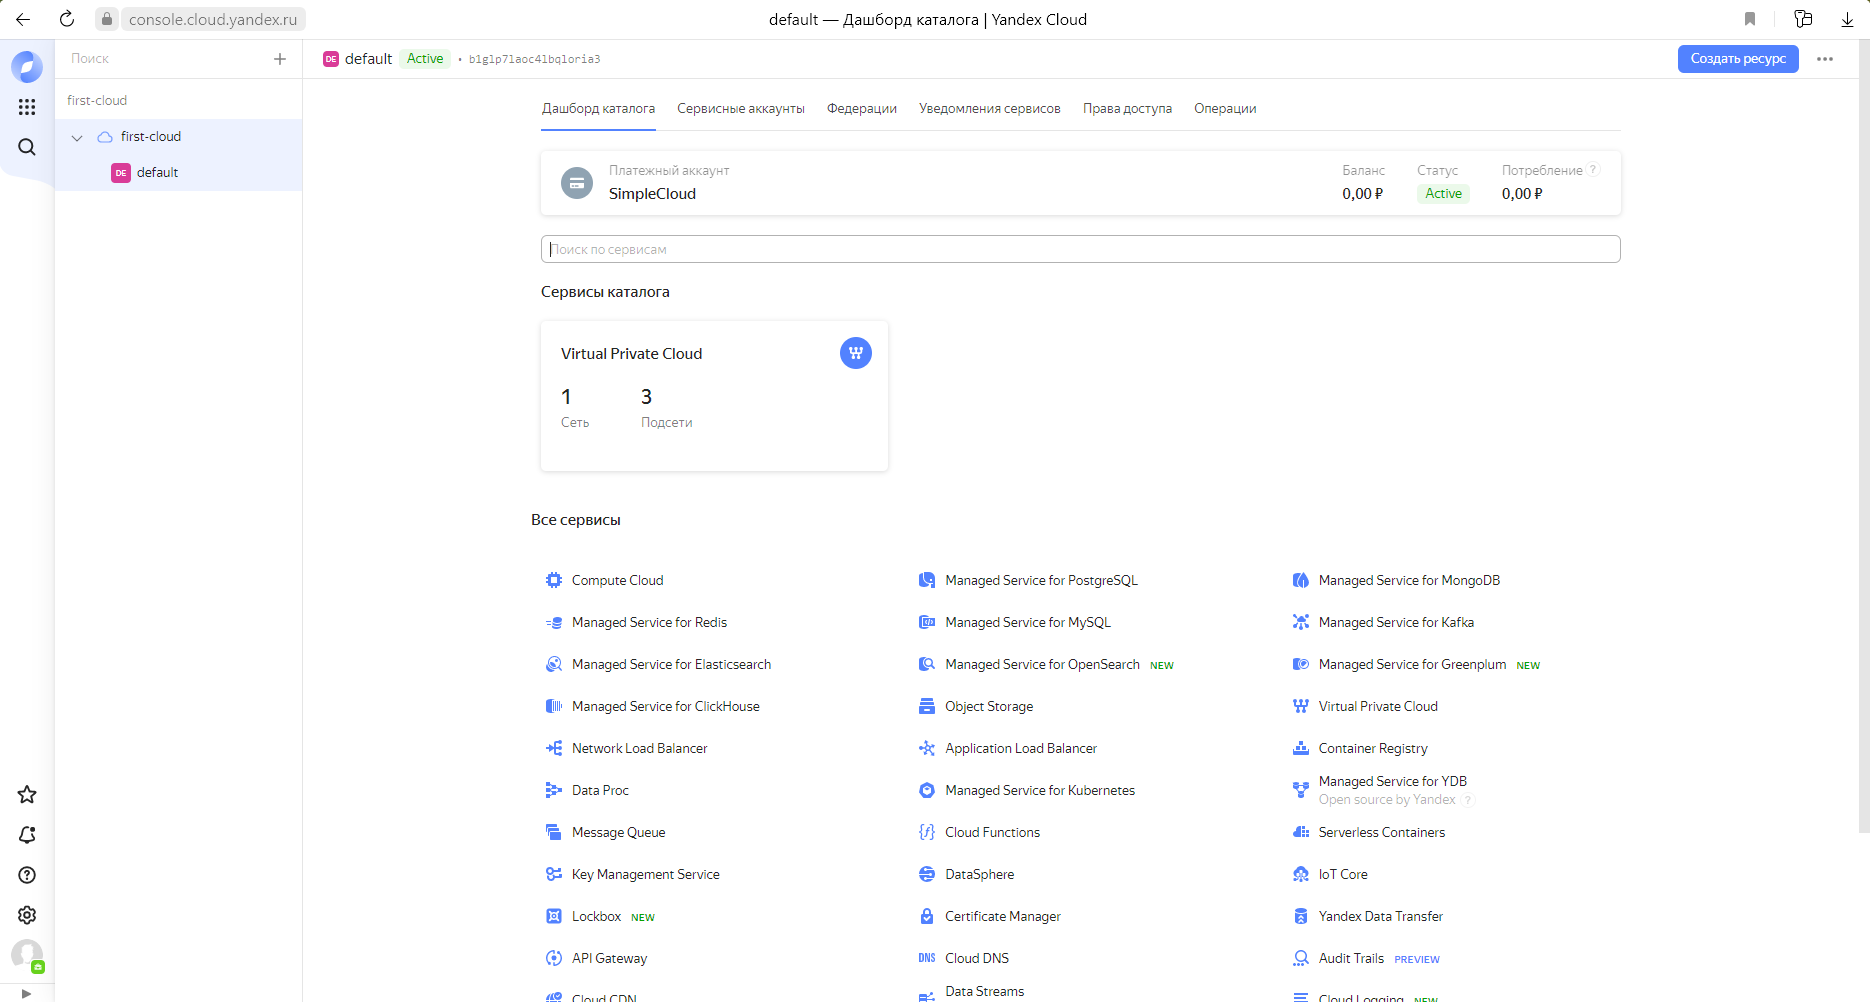 console.cloud.yandex.ru
default — Дашборд каталога | Yandex Cloud
Поиск
first-cloud
first-cloud
DE default
DE default Active • b1glp7laoc4lbqloria3
Создать ресурс
Дашборд каталога Сервисные аккаунты Федерации Уведомления сервисов Права доступа Операции
Платежный аккаунт
SimpleCloud
Баланс
0,00 ₽
Статус
Active
Потребление ?
0,00 ₽
Поиск по сервисам
Сервисы каталога
Virtual Private Cloud
1 3
Сеть Подсети
Все сервисы
Compute Cloud Managed Service for PostgreSQL Managed Service for MongoDB
Managed Service for Redis Managed Service for MySQL Managed Service for Kafka
Managed Service for Elasticsearch Managed Service for OpenSearch NEW Managed Service for Greenplum NEW
Managed Service for ClickHouse Object Storage Virtual Private Cloud
Network Load Balancer Application Load Balancer Container Registry
Data Proc Managed Service for Kubernetes Managed Service for YDB
Open source by Yandex ?
Message Queue Cloud Functions Serverless Containers
Key Management Service DataSphere IoT Core
Lockbox NEW Certificate Manager Yandex Data Transfer
API Gateway DNS Cloud DNS Audit Trails PREVIEW
Cloud CDN Data Streams Cloud Logging NEW